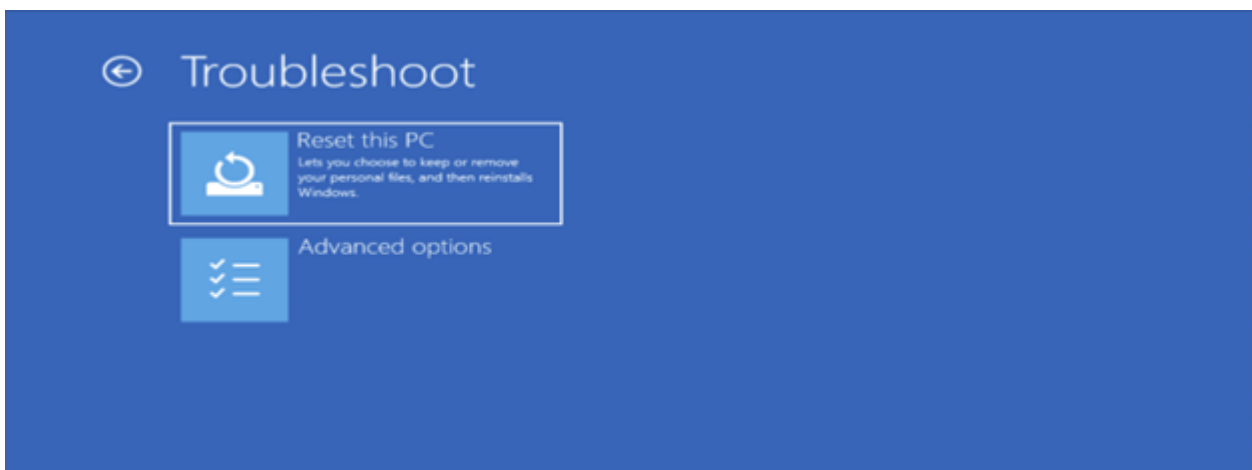 Troubleshoot
Reset this PC
Lets you choose to keep or remove
your personal files, and then reinstalls
Windows.
Advanced options